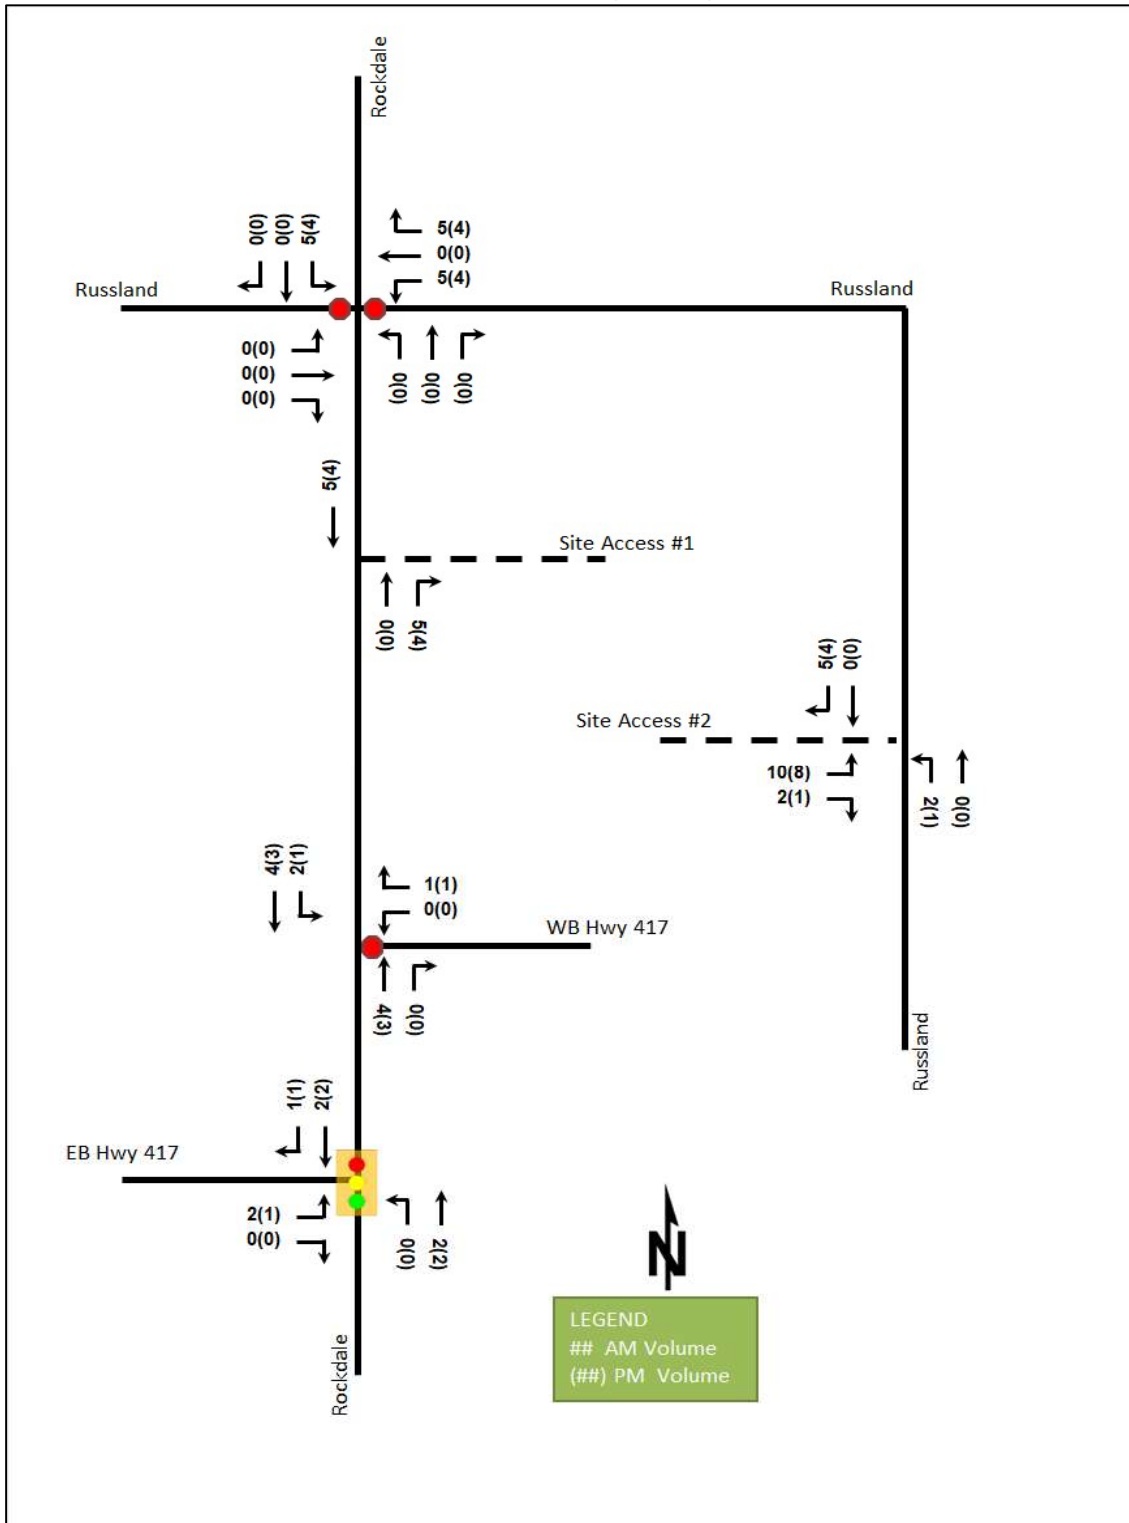 Rockdale
0(0)
0(0)
5(4)
5(4)
0(0)
5(4)
Russland
Russland
0(0)
0(0)
0(0)
0(0)
0(0)
0(0)
5(4)
Site Access #1
0(0)
5(4)
5(4)
0(0)
Site Access #2
10(8)
2(1)
2(1)
0(0)
4(3)
2(1)
1(1)
0(0)
WB Hwy 417
4(3)
0(0)
Russland
1(1)
2(2)
EB Hwy 417
2(1)
0(0)
0(0)
2(2)
N
LEGEND
## AM Volume
(##) PM Volume
Rockdale